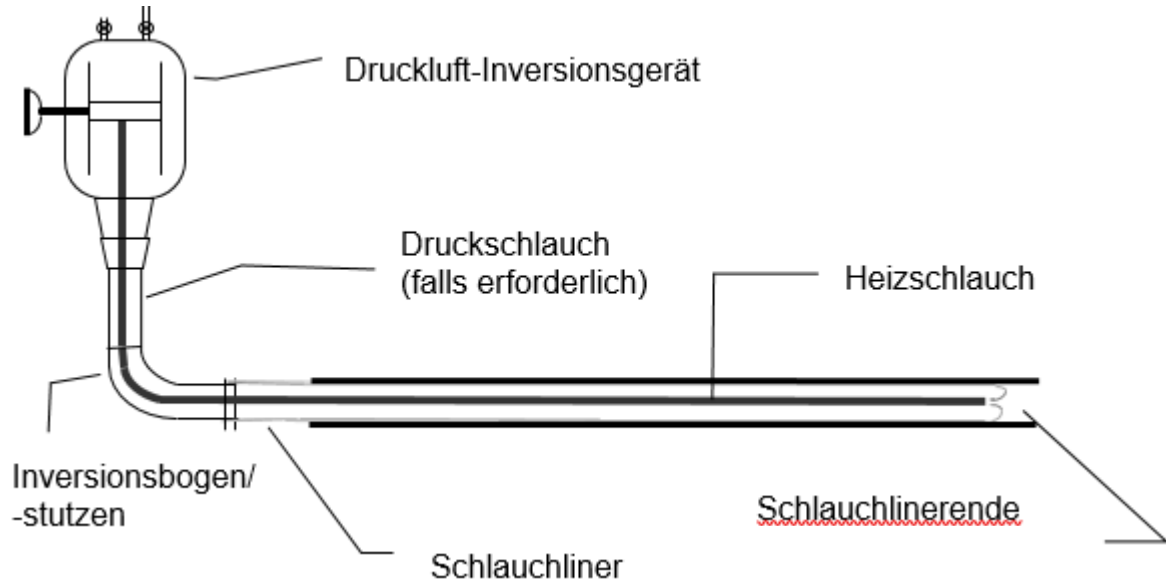 Druckluft-Inversionsgerät
Druckschlauch
(falls erforderlich)
Heizschlauch
Inversionsbogen/
-stutzen
Schlauchlinerende
Schlauchliner